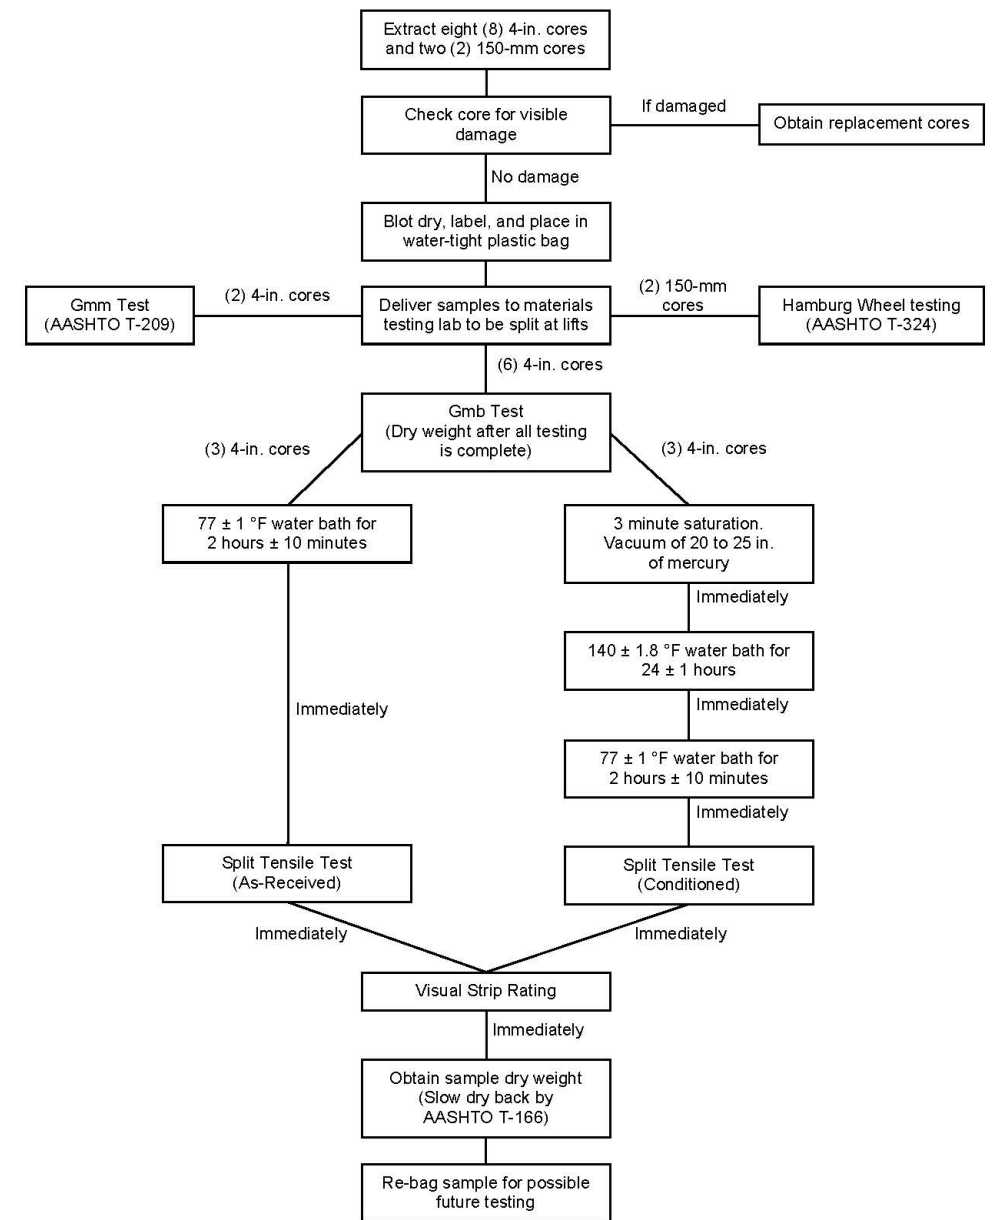 Extract eight (8) 4-in. cores
and two (2) 150-mm cores
Check core for visible
damage
If damaged
Obtain replacement cores
No damage
Blot dry, label, and place in
water-tight plastic bag
Gmm Test
(AASHTO T-209)
(2) 4-in. cores
Deliver samples to materials
testing lab to be split at lifts
(2) 150-mm
cores
Hamburg Wheel testing
(AASHTO T-324)
(6) 4-in. cores
Gmb Test
(Dry weight after all testing
is complete)
(3) 4-in. cores
(3) 4-in. cores
77 ± 1 °F water bath for
2 hours ± 10 minutes
3 minute saturation.
Vacuum of 20 to 25 in.
of mercury
Immediately
140 ± 1.8 °F water bath for
24 ± 1 hours
Immediately
Immediately
77 ± 1 °F water bath for
2 hours ± 10 minutes
Immediately
Split Tensile Test
(As-Received)
Split Tensile Test
(Conditioned)
Immediately
Immediately
Visual Strip Rating
Immediately
Obtain sample dry weight
(Slow dry back by
AASHTO T-166)
Re-bag sample for possible
future testing